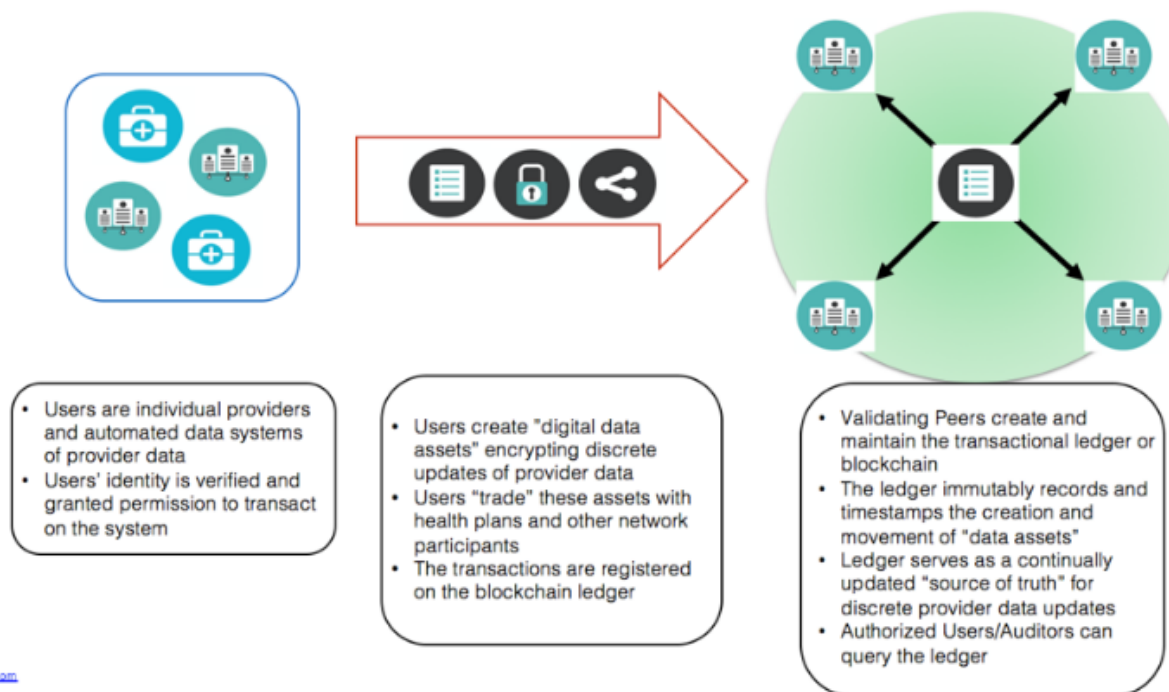 • Users are individual providers
and automated data systems
of provider data
• Users' identity is verified and
granted permission to transact
on the system
• Users create "digital data
assets" encrypting discrete
updates of provider data
• Users “trade” these assets with
health plans and other network
participants
• The transactions are registered
on the blockchain ledger
• Validating Peers create and
maintain the transactional ledger or
blockchain
• The ledger immutably records and
timestamps the creation and
movement of “data assets”
• Ledger serves as a continually
updated “source of truth” for
discrete provider data updates
• Authorized Users/Auditors can
query the ledger
om